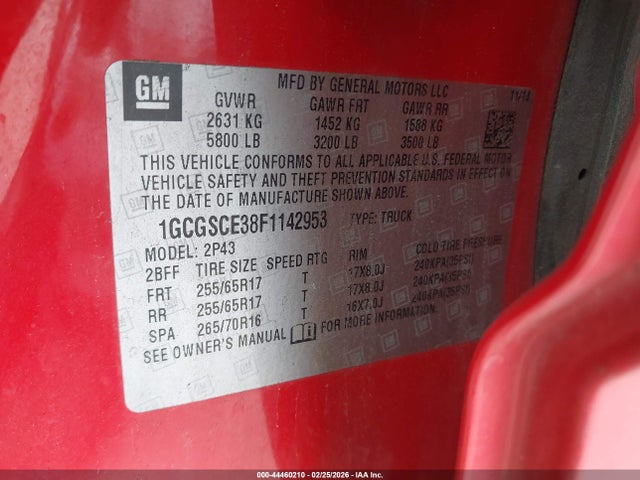 GM
MFD BY GENERAL MOTORS LLC 11/14
GVWR GAWR FRT GAWR RR
2631 KG 1452 KG 1588 KG
5800 LB 3200 LB 3500 LB
THIS VEHICLE CONFORMS TO ALL APPLICABLE U.S. FEDERAL MOTOR
VEHICLE SAFETY AND THEFT PREVENTION STANDARDS IN EFFECT ON
THE DATE OF MANUFACTURE SHOWN ABOVE.
1GCGSCE38F1142953 TYPE: TRUCK
MODEL: 2P43
2BFF TIRE SIZE SPEED RTG RIM COLD TIRE PRESSURE
FRT 255/65R17 T 17X8.0J 240KPA(35PSI)
RR 255/65R17 T 17X8.0J 240KPA(35PSI)
SPA 265/70R16 T 16X7.0J 240KPA(35PSI)
SEE OWNER'S MANUAL FOR MORE INFORMATION.
000-44460210 - 02/25/2026 - IAA Inc.